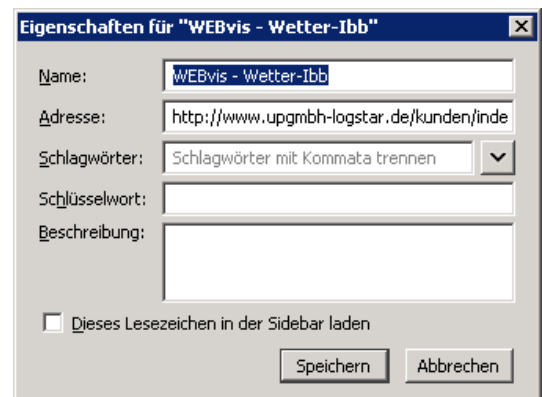 Eigenschaften für "WEBvis - Wetter-Ibb"
Name: WEBvis - Wetter-Ibb
Adresse: http://www.upgmbh-logstar.de/kunden/inde
Schlagwörter: Schlagwörter mit Kommata trennen
Schlüsselwort:
Beschreibung:
Dieses Lesezeichen in der Sidebar laden
Speichern Abbrechen